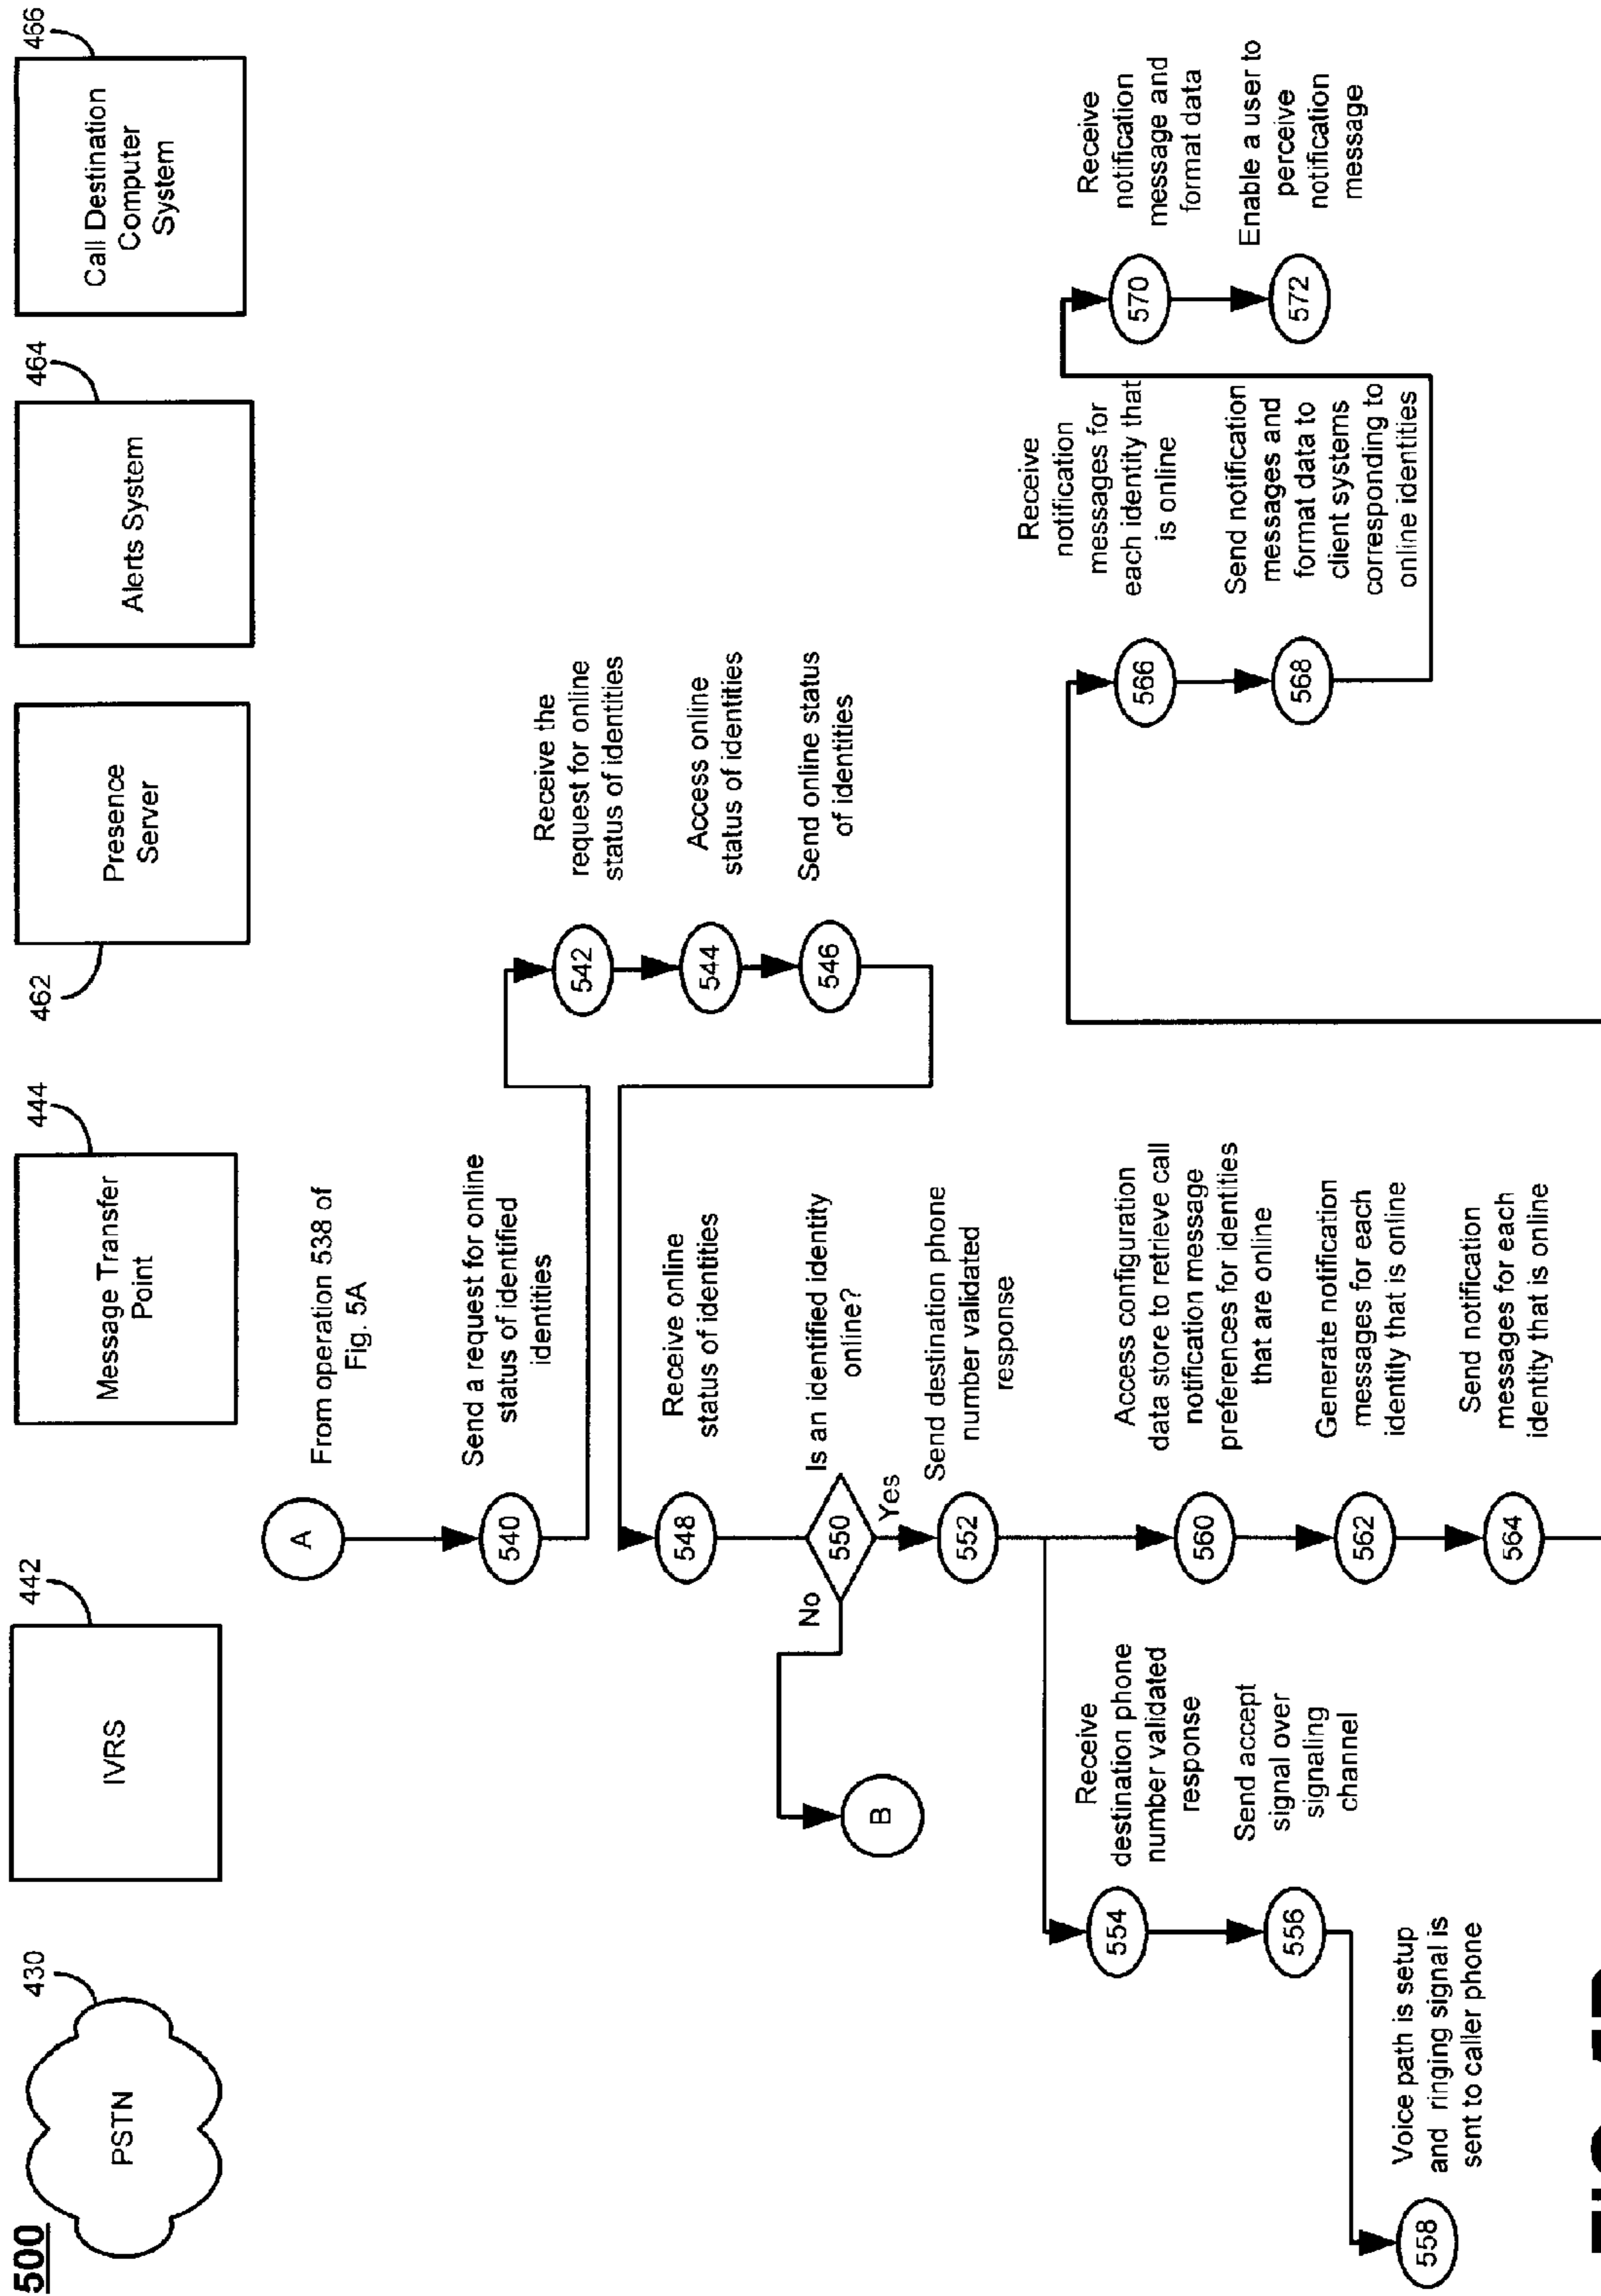 500
430
PSTN
442
IVRS
444
Message Transfer
Point
462
Presence
Server
464
Alerts System
466
Call Destination
Computer
System
A
From operation 538 of
Fig. 5A
540
Send a request for online
status of identified
identities
542
Receive the
request for online
status of identities
544
Access online
status of identities
546
Send online status
of identities
548
Receive online
status of identities
550
Is an identified identity
online?
No
Yes
B
552
Send destination phone
number validated
response
554
Receive
destination phone
number validated
response
556
Send accept
signal over
signaling
channel
558
Voice path is setup
and ringing signal is
sent to caller phone
560
Access configuration
data store to retrieve call
notification message
preferences for identities
that are online
562
Generate notification
messages for each
identity that is online
564
Send notification
messages for each
identity that is online
566
Receive
notification
messages for
each identity that
is online
568
Send notification
messages and
format data to
client systems
corresponding to
online identities
570
Receive
notification
message and
format data
572
Enable a user to
perceive
notification
message